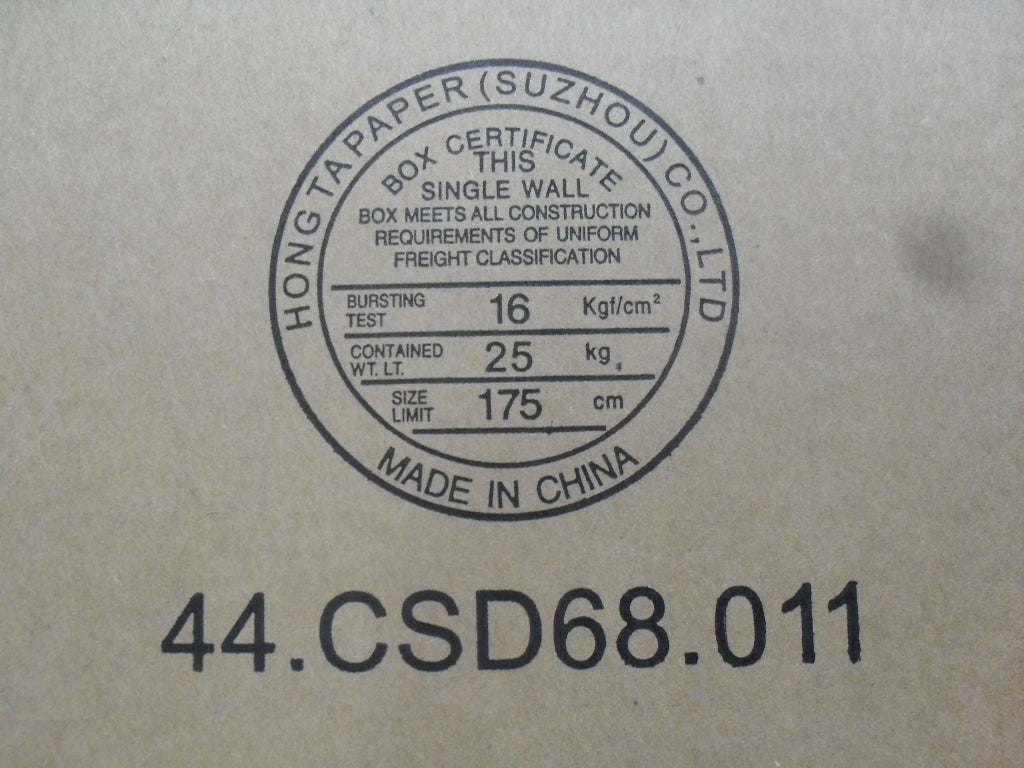 HONG TA PAPER (SUZHOU) CO., LTD
BOX CERTIFICATE
THIS
SINGLE WALL
BOX MEETS ALL CONSTRUCTION
REQUIREMENTS OF UNIFORM
FREIGHT CLASSIFICATION
BURSTING TEST 16 Kgf/cm²
CONTAINED WT. LT. 25 kg
SIZE LIMIT 175 cm
MADE IN CHINA
44.CSD68.011